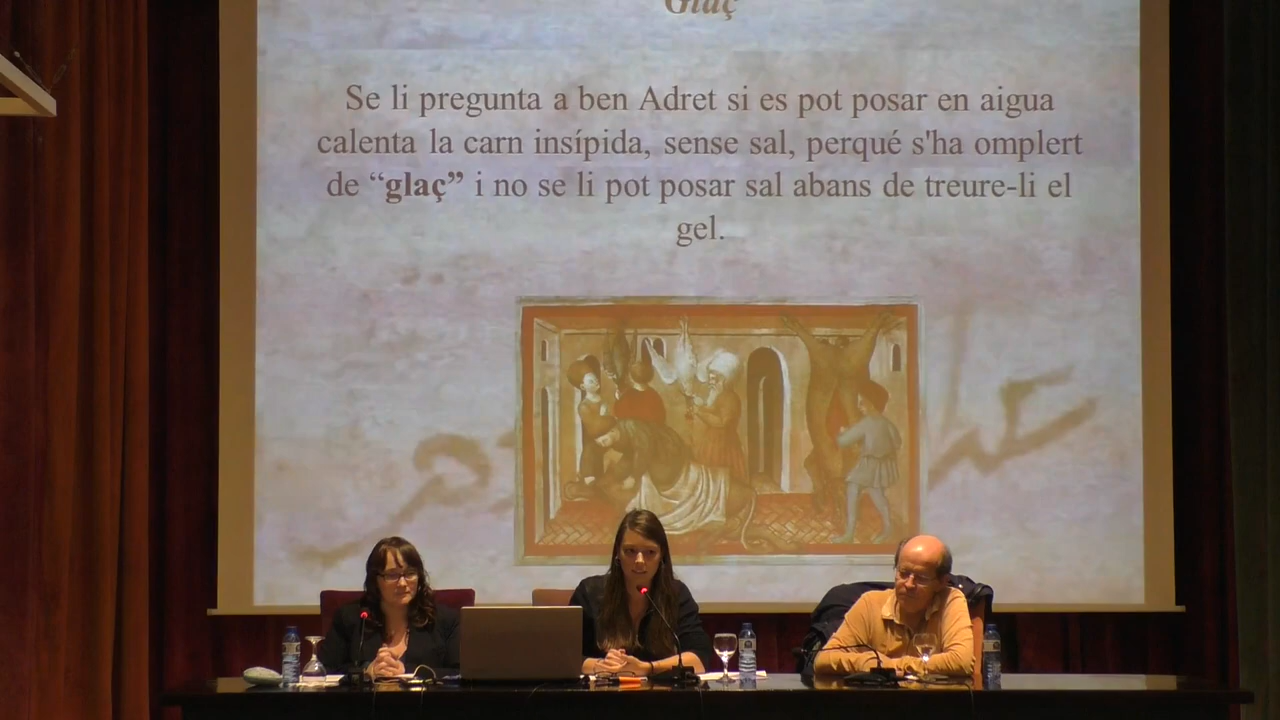 Glaç
Se li pregunta a ben Adret si es pot posar en aigua
calenta la carn insípida, sense sal, perqué s'ha omplert
de “glaç” i no se li pot posar sal abans de treure-li el
gel.